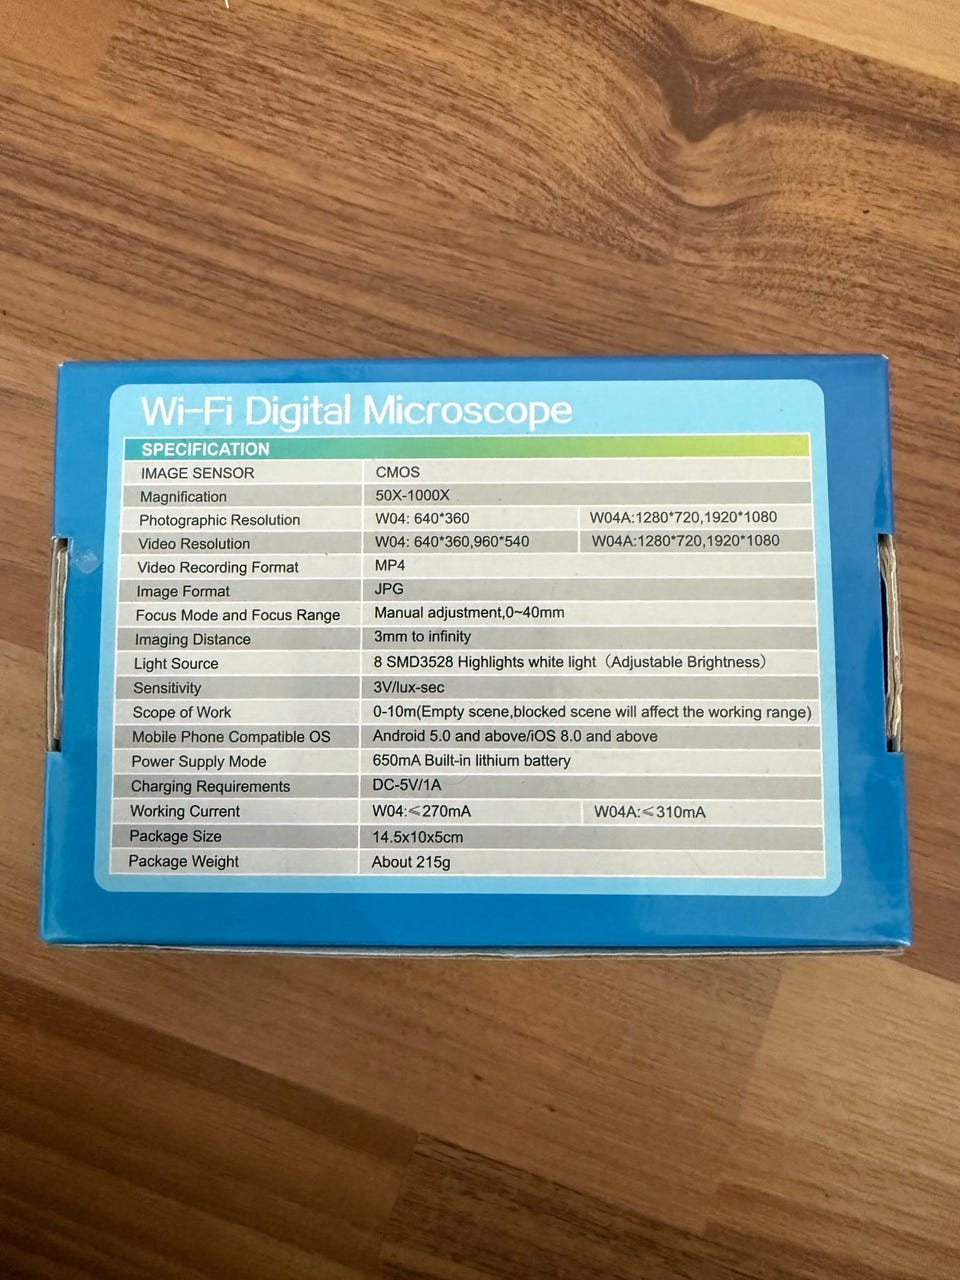 Wi-Fi Digital Microscope
SPECIFICATION
IMAGE SENSOR CMOS
Magnification 50X-1000X
Photographic Resolution W04: 640*360 W04A:1280*720,1920*1080
Video Resolution W04: 640*360,960*540 W04A:1280*720,1920*1080
Video Recording Format MP4
Image Format JPG
Focus Mode and Focus Range Manual adjustment,0~40mm
Imaging Distance 3mm to infinity
Light Source 8 SMD3528 Highlights white light（Adjustable Brightness）
Sensitivity 3V/lux-sec
Scope of Work 0-10m(Empty scene,blocked scene will affect the working range)
Mobile Phone Compatible OS Android 5.0 and above/iOS 8.0 and above
Power Supply Mode 650mA Built-in lithium battery
Charging Requirements DC-5V/1A
Working Current W04:≤270mA W04A:≤310mA
Package Size 14.5x10x5cm
Package Weight About 215g